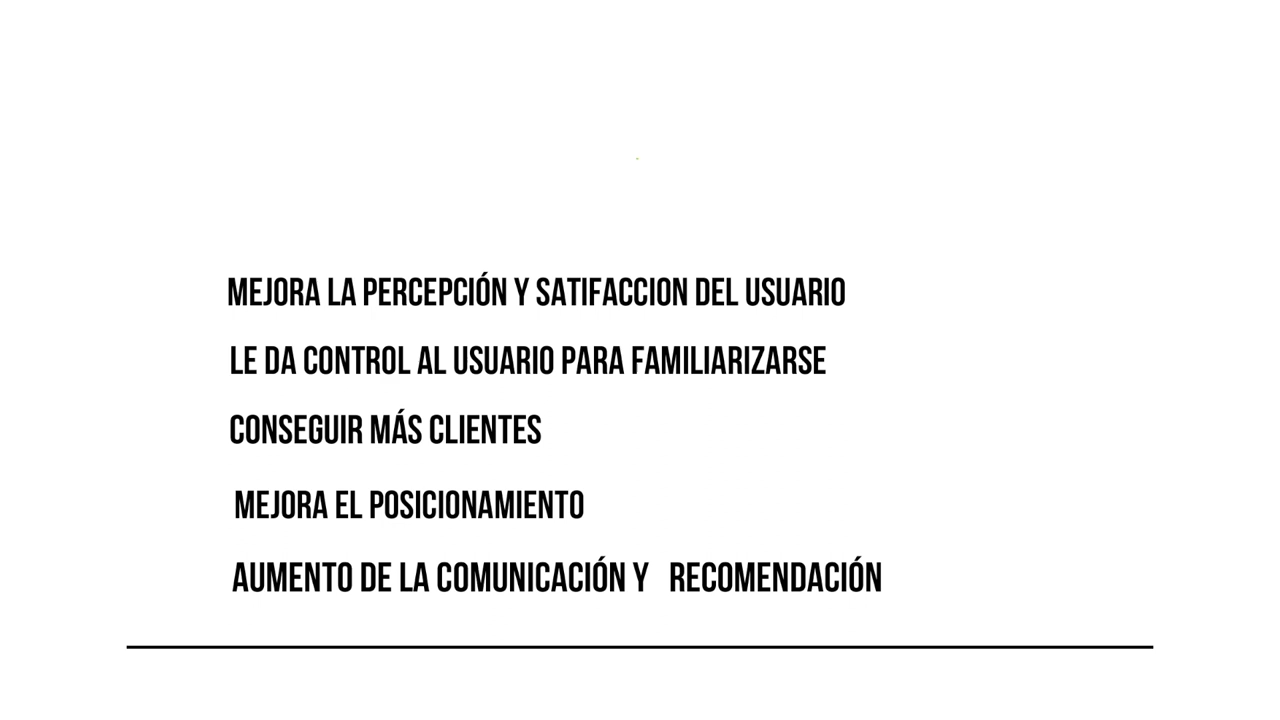 MEJORA LA PERCEPCIÓN Y SATIFACCION DEL USUARIO
LE DA CONTROL AL USUARIO PARA FAMILIARIZARSE
CONSEGUIR MÁS CLIENTES
MEJORA EL POSICIONAMIENTO
AUMENTO DE LA COMUNICACIÓN Y RECOMENDACIÓN